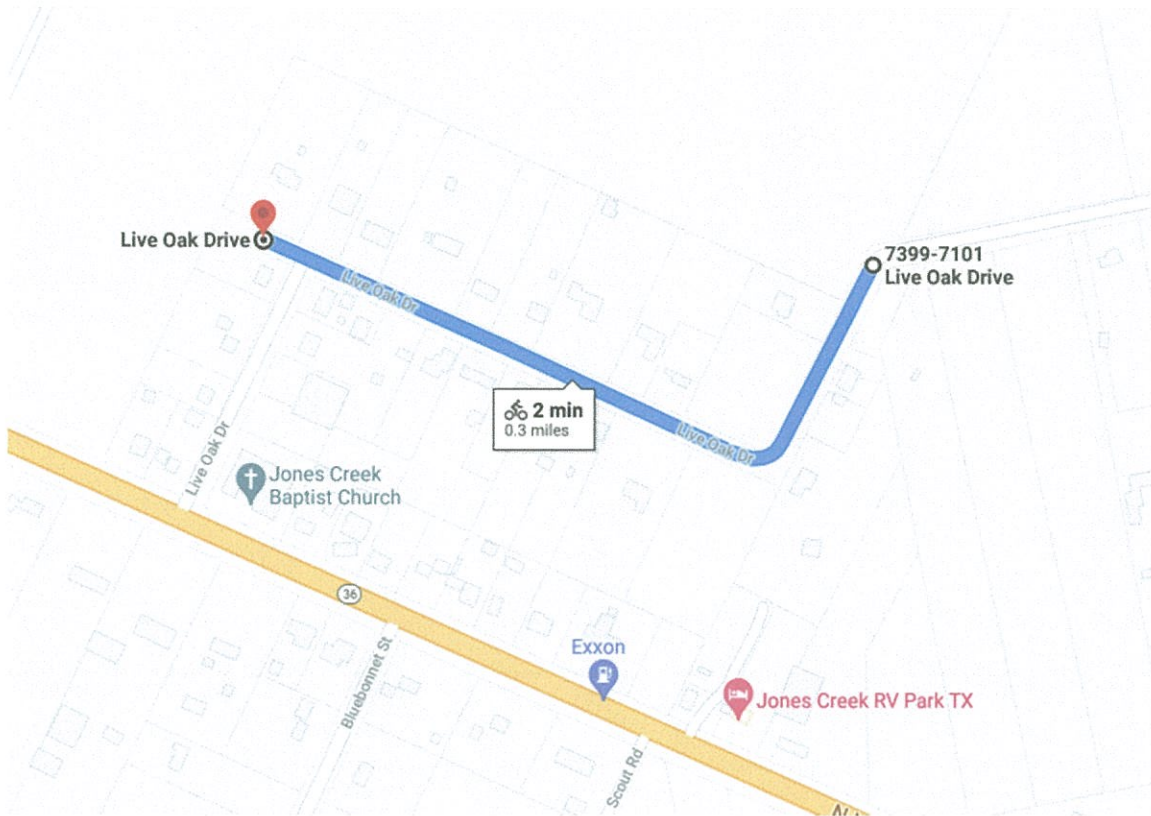 Live Oak Drive
7399-7101
Live Oak Drive
Live Oak Dr
2 min
0.3 miles
Live Oak Dr
Live Oak Dr
Jones Creek
Baptist Church
36
Bluebonnet St
Exxon
Jones Creek RV Park TX
Scout Rd